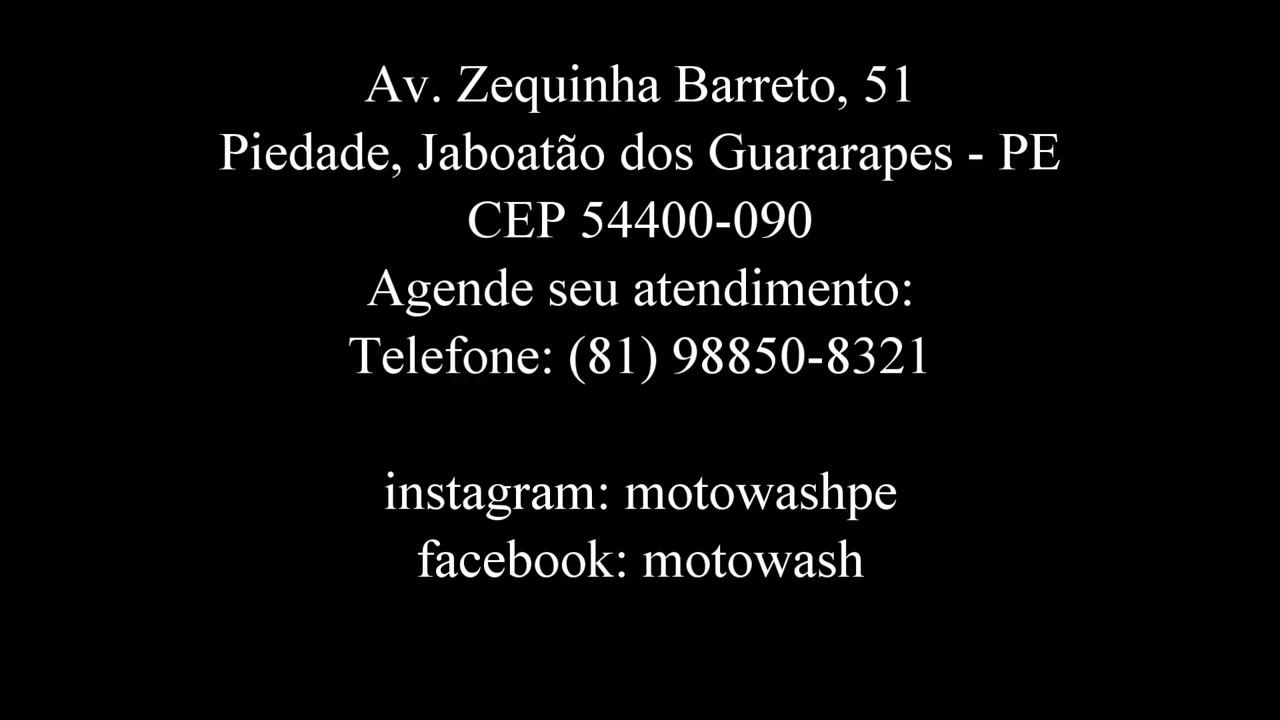 Av. Zequinha Barreto, 51
Piedade, Jaboatão dos Guararapes - PE
CEP 54400-090
Agende seu atendimento:
Telefone: (81) 98850-8321
instagram: motowashpe
facebook: motowash